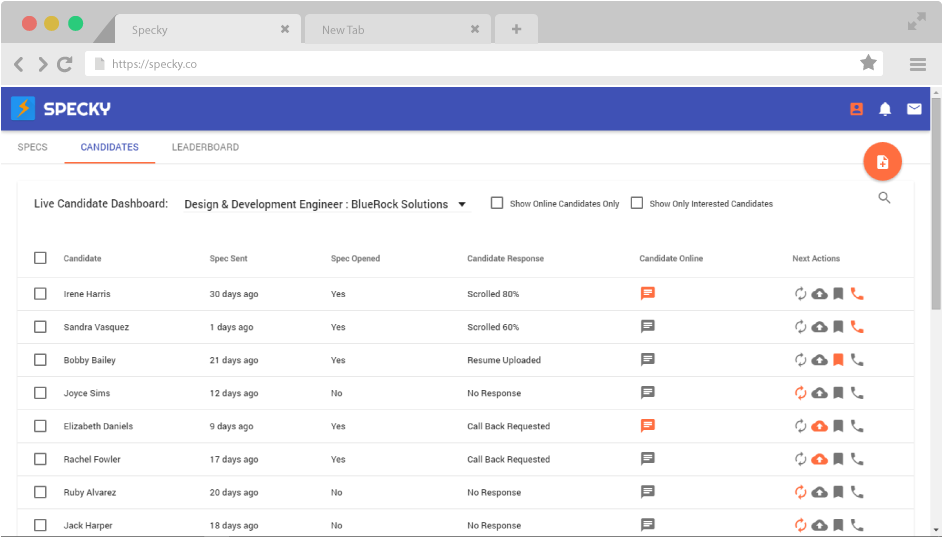 Specky
New Tab
https://specky.co
SPECKY
SPECS CANDIDATES LEADERBOARD
Live Candidate Dashboard: Design & Development Engineer : BlueRock Solutions Show Online Candidates Only Show Only Interested Candidates
Candidate Spec Sent Spec Opened Candidate Response Candidate Online Next Actions
Irene Harris 30 days ago Yes Scrolled 80%
Sandra Vasquez 1 days ago Yes Scrolled 60%
Bobby Bailey 21 days ago Yes Resume Uploaded
Joyce Sims 12 days ago No No Response
Elizabeth Daniels 9 days ago Yes Call Back Requested
Rachel Fowler 17 days ago Yes Call Back Requested
Ruby Alvarez 20 days ago No No Response
Jack Harper 18 days ago No No Response